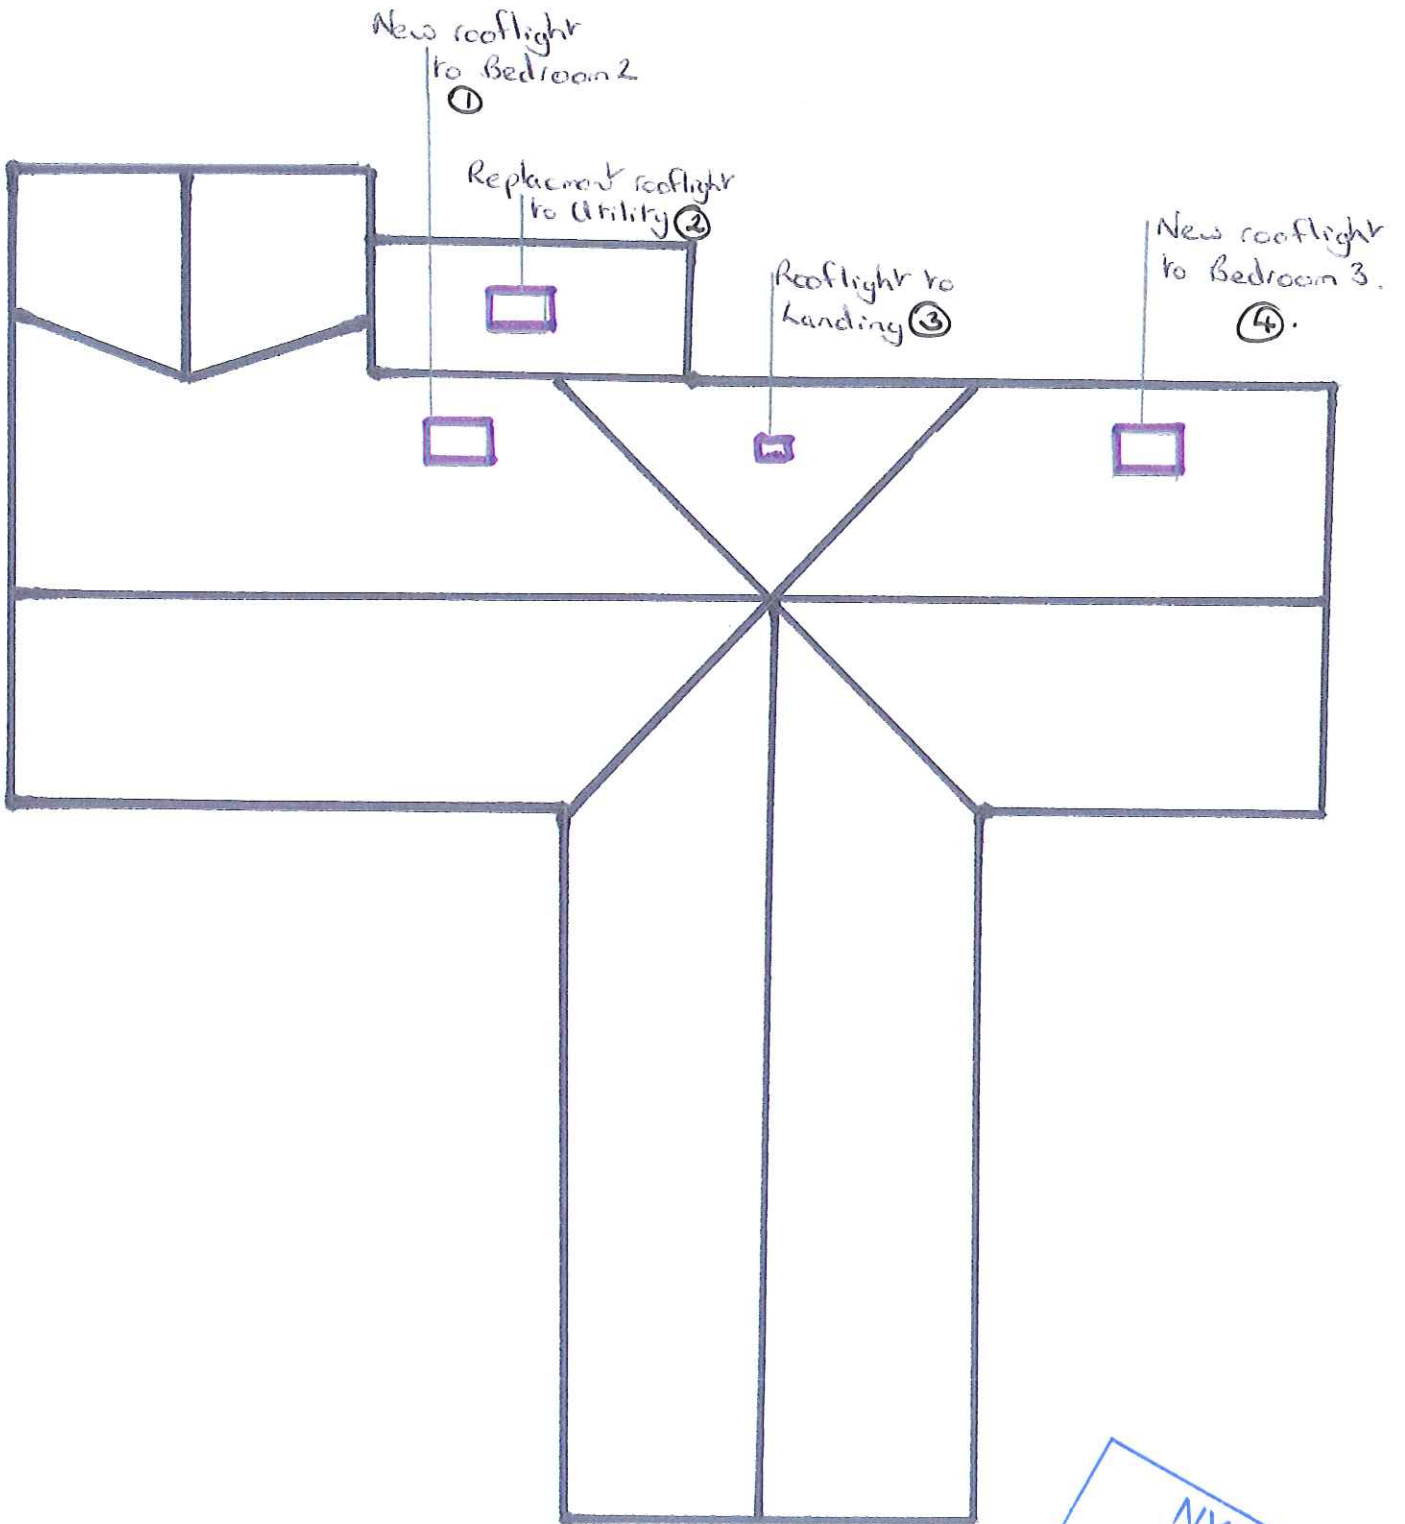 New rooflight
to Bedroom 2
①
Replacment rooflight
to Utility ②
Rooflight to
Landing ③
New rooflight
to Bedroom 3.
④.
NY